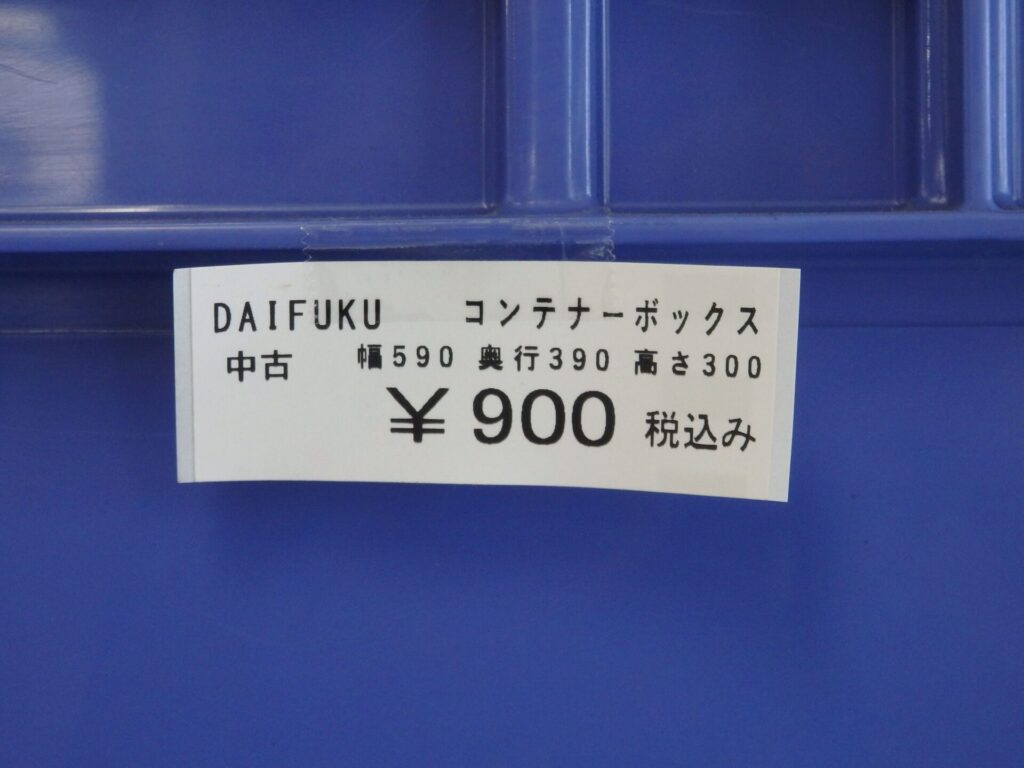 DAIFUKU コンテナーボックス
中古 幅590 奥行390 高さ300
¥900 税込み